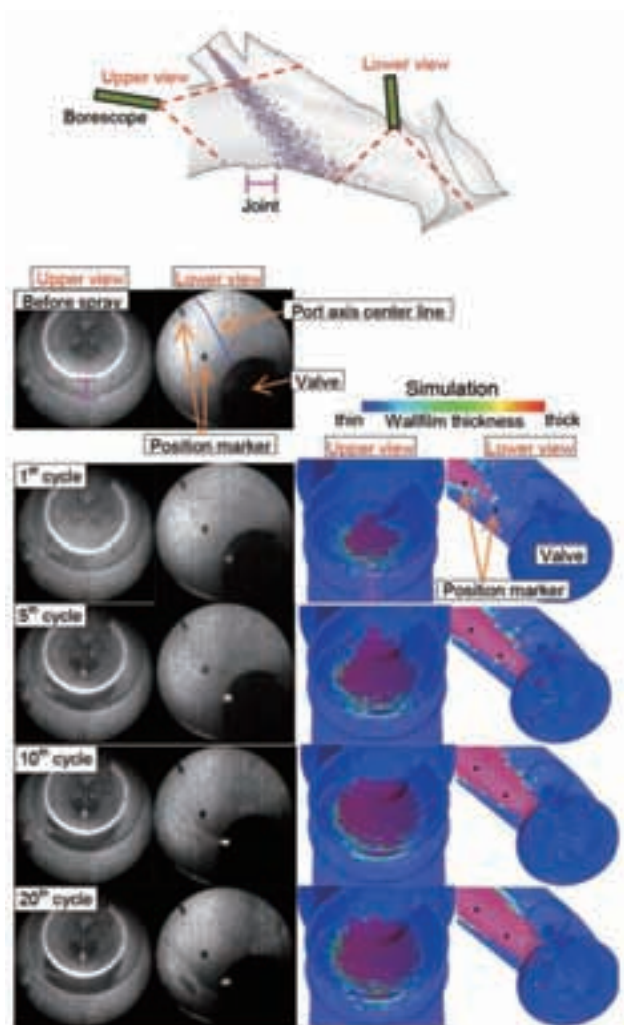 Upper view
Lower view
Borescope
Joint
Upper view
Lower view
Before spray
Port axis center line
Valve
Position marker
Simulation
thin Wallfilm thickness thick
Upper view
Lower view
1st cycle
Valve
Position marker
5th cycle
10th cycle
20th cycle